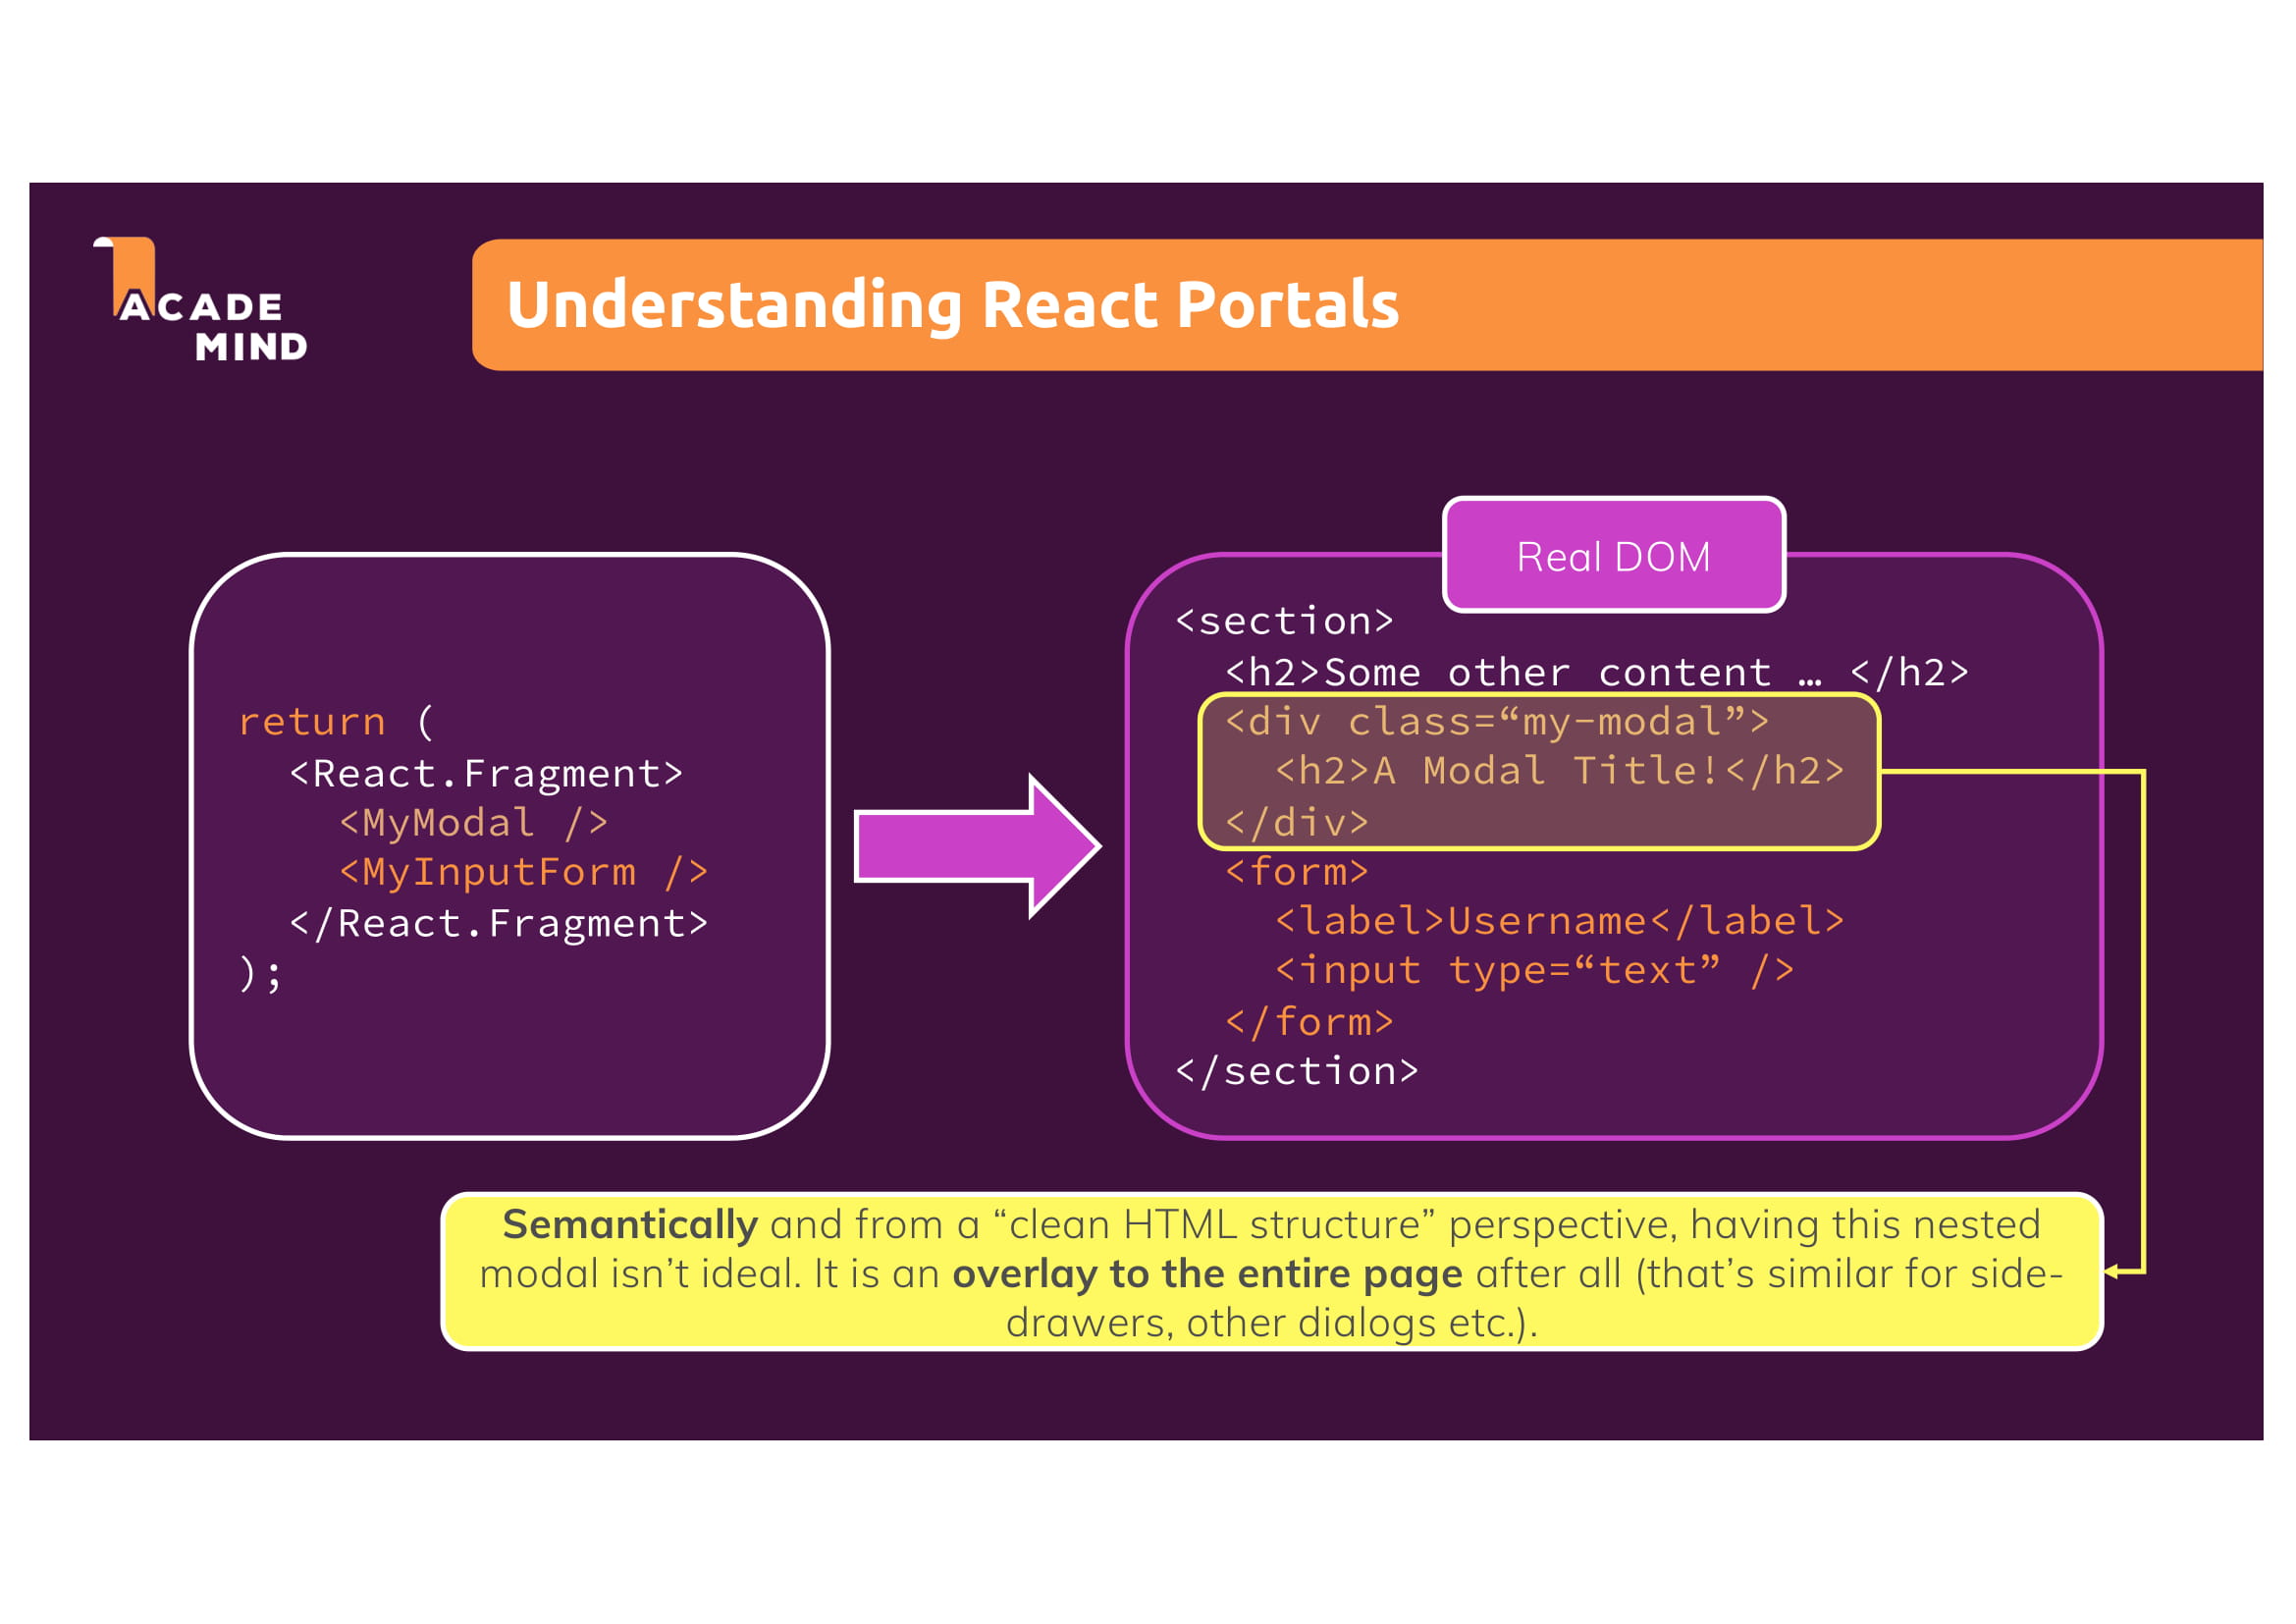 ACADE
MIND
Understanding React Portals
return (
<React.Fragment>
<MyModal />
<MyInputForm />
</React.Fragment>
);
Real DOM
<section>
<h2>Some other content … </h2>
<div class=“my-modal”>
<h2>A Modal Title!</h2>
</div>
<form>
<label>Username</label>
<input type=“text” />
</form>
</section>
Semantically and from a “clean HTML structure” perspective, having this nested
modal isn’t ideal. It is an overlay to the entire page after all (that’s similar for side-
drawers, other dialogs etc.).